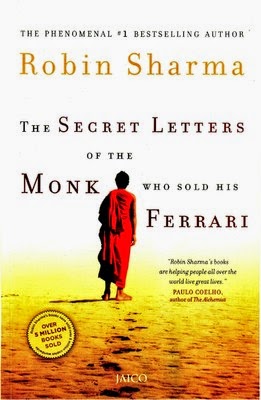 THE PHENOMENAL #1 BESTSELLING AUTHOR
Robin Sharma
THE SECRET LETTERS
OF THE
MONK WHO SOLD HIS
FERRARI
"Robin Sharma's books
are helping people all over the
world live great lives."
PAULO COELHO,
author of The Alchemist
OVER
5 MILLION
BOOKS
SOLD
JAICO